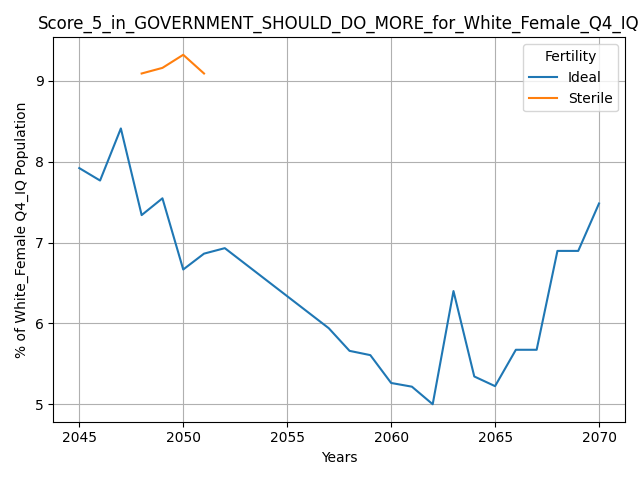 Score_5_in_GOVERNMENT_SHOULD_DO_MORE_for_White_Female_Q4_IQ
Fertility
Ideal
Sterile
% of White_Female Q4_IQ Population
9
8
7
6
5
2045
2050
2055
2060
2065
2070
Years